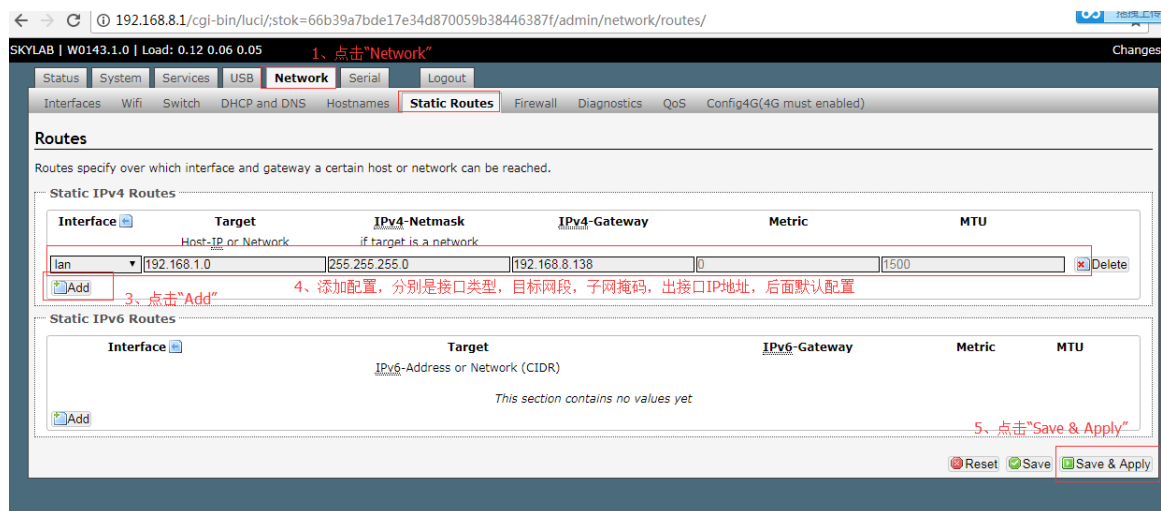 192.168.8.1/cgi-bin/luci/;stok=66b39a7bde17e34d870059b38446387f/admin/network/routes/
SKYLAB | W0143.1.0 | Load: 0.12 0.06 0.05
1、点击"Network"
Changes
Status System Services USB Network Serial Logout
Interfaces Wifi Switch DHCP and DNS Hostnames Static Routes Firewall Diagnostics QoS Config4G(4G must enabled)
Routes
Routes specify over which interface and gateway a certain host or network can be reached.
Static IPv4 Routes
Interface Target IPv4-Netmask IPv4-Gateway Metric MTU
Host-IP or Network if target is a network
lan 192.168.1.0 255.255.255.0 192.168.8.138 0 1500 Delete
Add
3、点击"Add"
4、添加配置，分别是接口类型，目标网段，子网掩码，出接口IP地址，后面默认配置
Static IPv6 Routes
Interface Target IPv6-Gateway Metric MTU
IPv6-Address or Network (CIDR)
This section contains no values yet
Add
5、点击"Save & Apply"
Reset Save Save & Apply